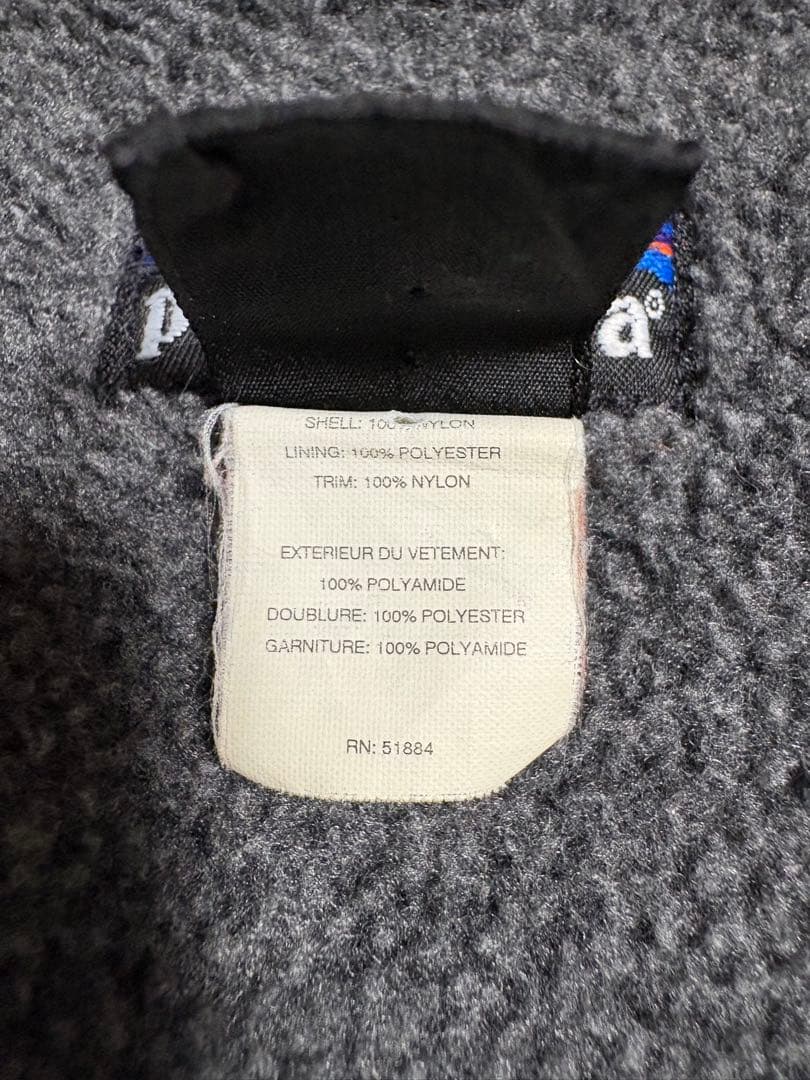 p
a®
SHELL: 100% NYLON
LINING: 100% POLYESTER
TRIM: 100% NYLON
EXTERIEUR DU VETEMENT:
100% POLYAMIDE
DOUBLURE: 100% POLYESTER
GARNITURE: 100% POLYAMIDE
RN: 51884